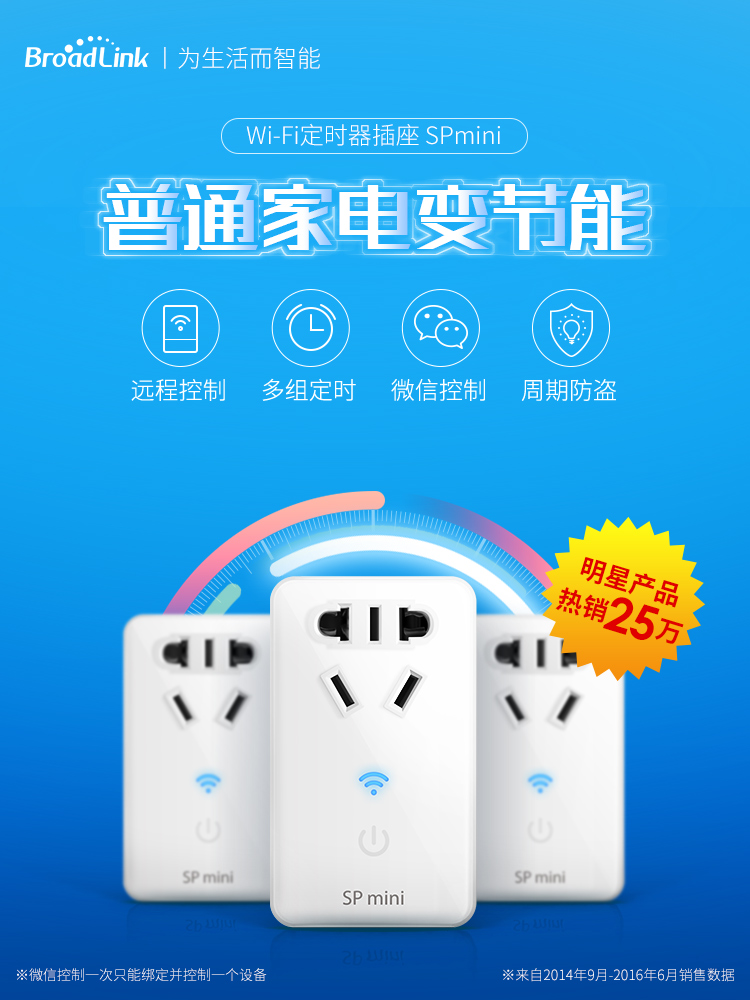 BroadLink | 为生活而智能
Wi-Fi定时器插座 SPmini
普通家电变节能
远程控制 多组定时 微信控制 周期防盗
明星产品
热销25万
SP mini
SP mini
SP mini
※微信控制一次只能绑定并控制一个设备
※来自2014年9月-2016年6月销售数据